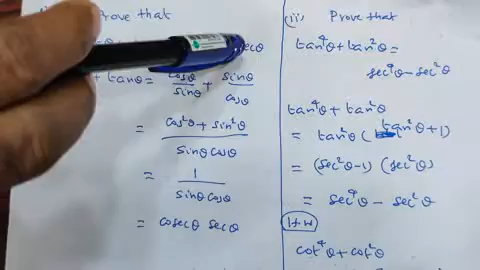 Prove that
secθ
+ tanθ = cosθ/sinθ + sinθ/cosθ
= cos²θ + sin²θ / sinθ cosθ
= 1 / sinθ cosθ
= cosecθ secθ
(ii) Prove that
tan⁴θ + tan²θ =
sec⁴θ - sec²θ
tan⁴θ + tan²θ
= tan²θ ( tan²θ + 1)
= (sec²θ - 1) (sec²θ)
= sec⁴θ - sec²θ
H.W
cot⁴θ + cot²θ